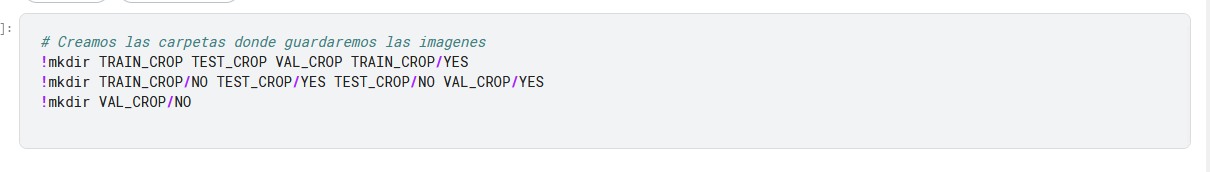 ]:
# Creamos las carpetas donde guardaremos las imagenes
!mkdir TRAIN_CROP TEST_CROP VAL_CROP TRAIN_CROP/YES
!mkdir TRAIN_CROP/NO TEST_CROP/YES TEST_CROP/NO VAL_CROP/YES
!mkdir VAL_CROP/NO